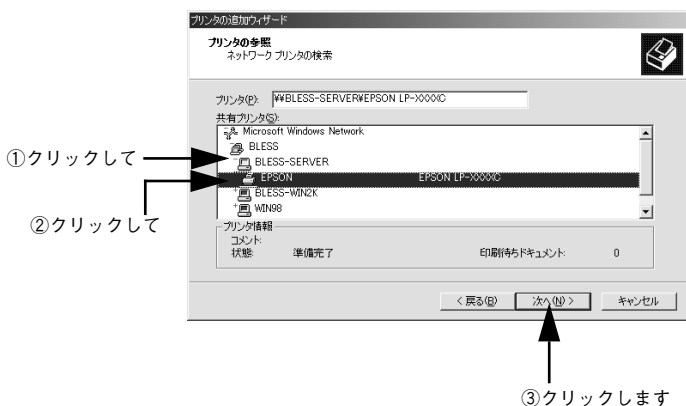 プリンタの追加ウィザード
プリンタの参照
ネットワーク プリンタの検索
プリンタ(P): ¥¥BLESS-SERVER¥EPSON LP-XXXXC
共有プリンタ(S):
Microsoft Windows Network
BLESS
BLESS-SERVER
EPSON EPSON LP-XXXXC
BLESS-WIN2K
WIN98
①クリックして
②クリックして
プリンタ情報
コメント:
状態: 準備完了 印刷待ちドキュメント: 0
< 戻る(B) 次へ(N) > キャンセル
③クリックします